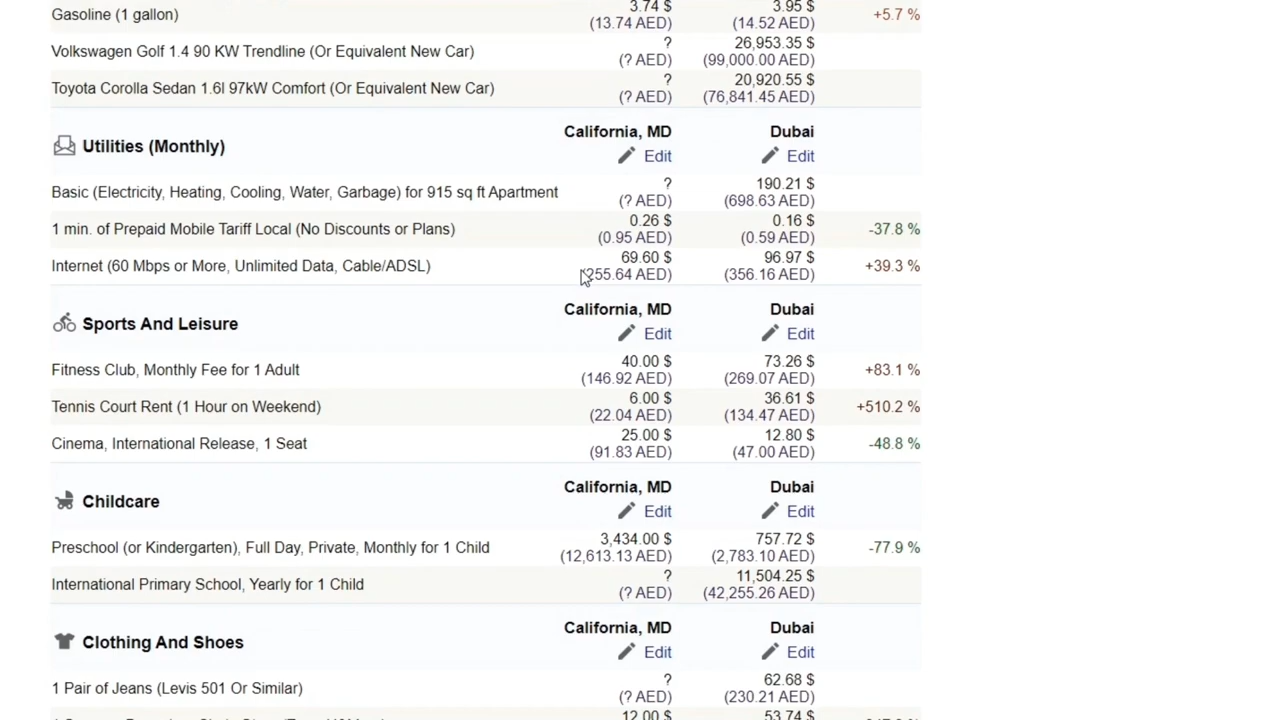 Gasoline (1 gallon) 3.74 $ 3.95 $ +5.7 %
(13.74 AED) (14.52 AED)
Volkswagen Golf 1.4 90 KW Trendline (Or Equivalent New Car) ? 26,953.35 $
(? AED) (99,000.00 AED)
Toyota Corolla Sedan 1.6l 97kW Comfort (Or Equivalent New Car) ? 20,920.55 $
(? AED) (76,841.45 AED)
Utilities (Monthly) California, MD Dubai
Edit Edit
Basic (Electricity, Heating, Cooling, Water, Garbage) for 915 sq ft Apartment ? 190.21 $
(? AED) (698.63 AED)
1 min. of Prepaid Mobile Tariff Local (No Discounts or Plans) 0.26 $ 0.16 $ -37.8 %
(0.95 AED) (0.59 AED)
Internet (60 Mbps or More, Unlimited Data, Cable/ADSL) 69.60 $ 96.97 $ +39.3 %
(255.64 AED) (356.16 AED)
Sports And Leisure California, MD Dubai
Edit Edit
Fitness Club, Monthly Fee for 1 Adult 40.00 $ 73.26 $ +83.1 %
(146.92 AED) (269.07 AED)
Tennis Court Rent (1 Hour on Weekend) 6.00 $ 36.61 $ +510.2 %
(22.04 AED) (134.47 AED)
Cinema, International Release, 1 Seat 25.00 $ 12.80 $ -48.8 %
(91.83 AED) (47.00 AED)
Childcare California, MD Dubai
Edit Edit
Preschool (or Kindergarten), Full Day, Private, Monthly for 1 Child 3,434.00 $ 757.72 $ -77.9 %
(12,613.13 AED) (2,783.10 AED)
International Primary School, Yearly for 1 Child ? 11,504.25 $
(? AED) (42,255.26 AED)
Clothing And Shoes California, MD Dubai
Edit Edit
1 Pair of Jeans (Levis 501 Or Similar) ? 62.68 $
(? AED) (230.21 AED)
12.00 $ 53.74 $